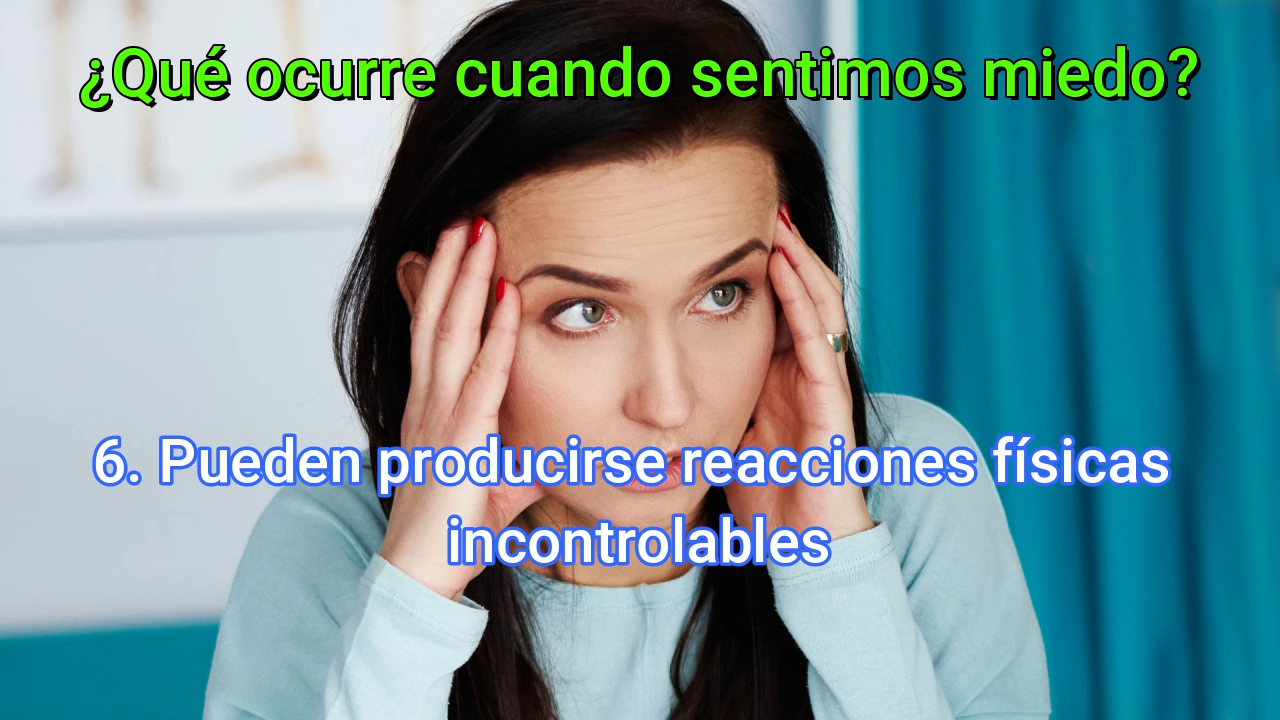 ¿Qué ocurre cuando sentimos miedo?
6. Pueden producirse reacciones físicas
incontrolables